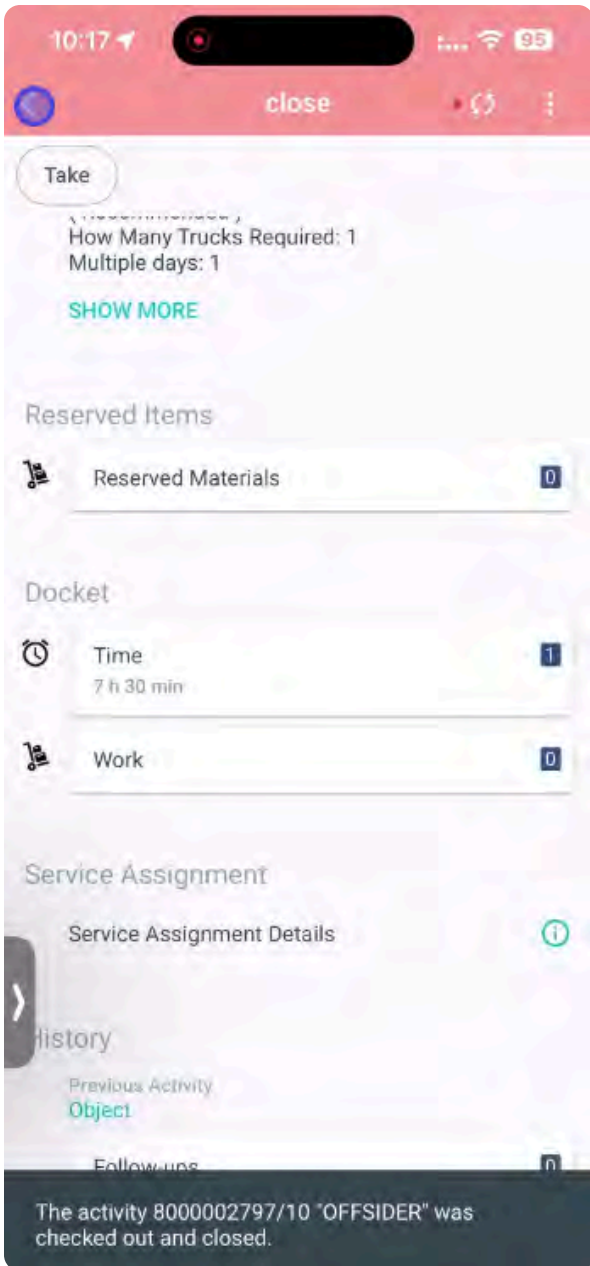 10:17
95
close
Take
How Many Trucks Required: 1
Multiple days: 1
SHOW MORE
Reserved Items
Reserved Materials
0
Docket
Time
1
7 h 30 min
Work
0
Service Assignment
Service Assignment Details
History
Previous Activity
Object
Follow-ups
0
The activity 8000002797/10 "OFFSIDER" was
checked out and closed.